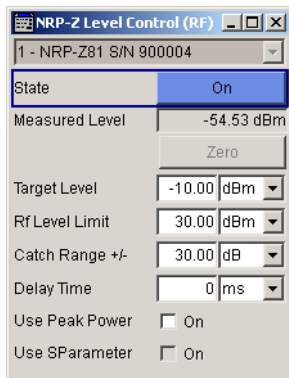 NRP-Z Level Control (RF)
1 - NRP-Z81 S/N 900004
State On
Measured Level -54.53 dBm
Zero
Target Level -10.00 dBm
Rf Level Limit 30.00 dBm
Catch Range +/- 30.00 dB
Delay Time 0 ms
Use Peak Power On
Use SParameter On